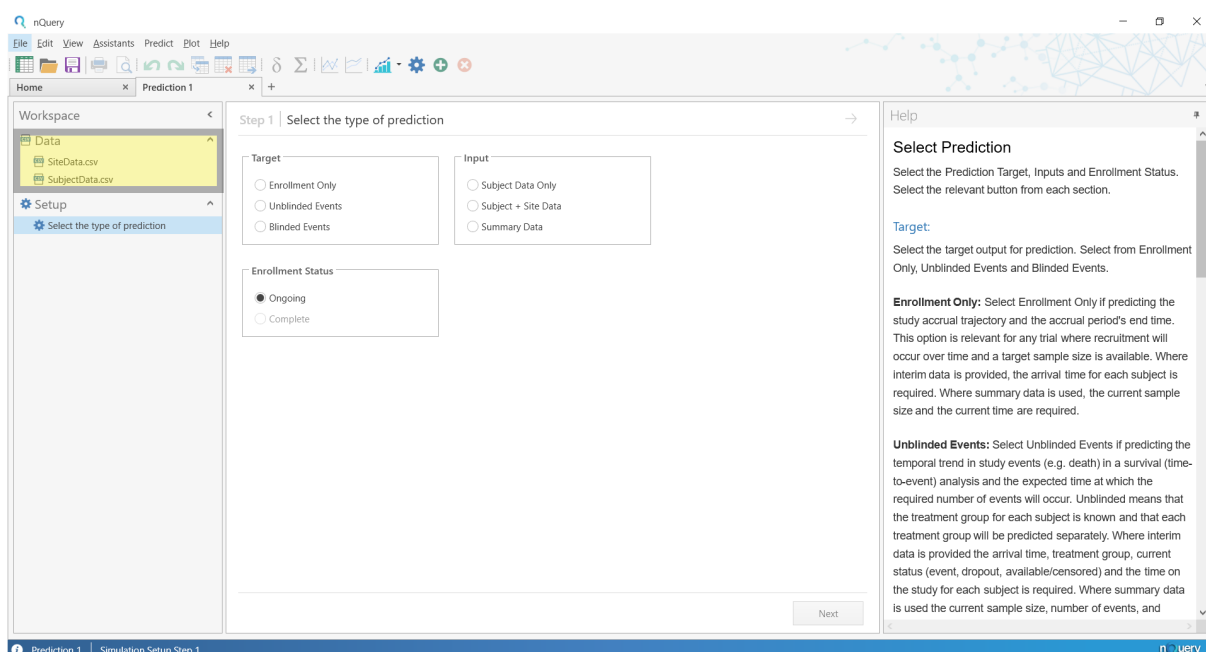 nQuery
File Edit View Assistants Predict Plot Help
Home × Prediction 1 × +
Workspace
Data
SiteData.csv
SubjectData.csv
Setup
Select the type of prediction
Step 1 | Select the type of prediction
Target
Enrollment Only
Unblinded Events
Blinded Events
Input
Subject Data Only
Subject + Site Data
Summary Data
Enrollment Status
Ongoing
Complete
Next
Help
Select Prediction
Select the Prediction Target, Inputs and Enrollment Status.
Select the relevant button from each section.
Target:
Select the target output for prediction. Select from Enrollment
Only, Unblinded Events and Blinded Events.
Enrollment Only: Select Enrollment Only if predicting the
study accrual trajectory and the accrual period's end time.
This option is relevant for any trial where recruitment will
occur over time and a target sample size is available. Where
interim data is provided, the arrival time for each subject is
required. Where summary data is used, the current sample
size and the current time are required.
Unblinded Events: Select Unblinded Events if predicting the
temporal trend in study events (e.g. death) in a survival (time-
to-event) analysis and the expected time at which the
required number of events will occur. Unblinded means that
the treatment group for each subject is known and that each
treatment group will be predicted separately. Where interim
data is provided the arrival time, treatment group, current
status (event, dropout, available/censored) and the time on
the study for each subject is required. Where summary data
is used the current sample size, number of events, and
Prediction 1 | Simulation Setup Step 1
nQuery